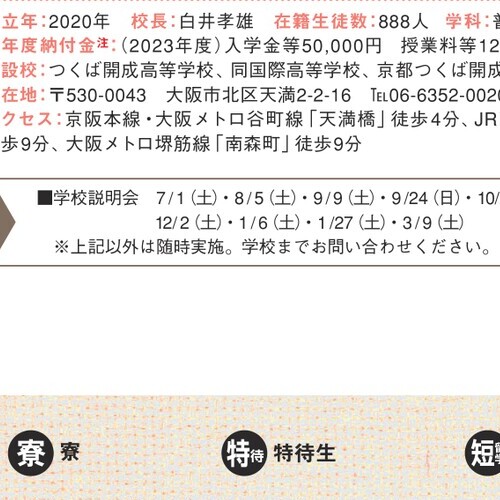 立年：2020年　校長：白井孝雄　在籍生徒数：888人　学科：
年度納付金注：（2023年度）入学金等50,000円　授業料等12
設校：つくば開成高等学校、同国際高等学校、京都つくば開成
在地：〒530-0043　大阪市北区天満2-2-16　℡06-6352-0020
クセス：京阪本線・大阪メトロ谷町線「天満橋」徒歩4分、JR
歩9分、大阪メトロ堺筋線「南森町」徒歩9分
■学校説明会　7/1（土）・8/5（土）・9/9（土）・9/24（日）・10/
12/2（土）・1/6（土）・1/27（土）・3/9（土）
※上記以外は随時実施。学校までお問い合わせください。
寮 寮　特待 特待生　短